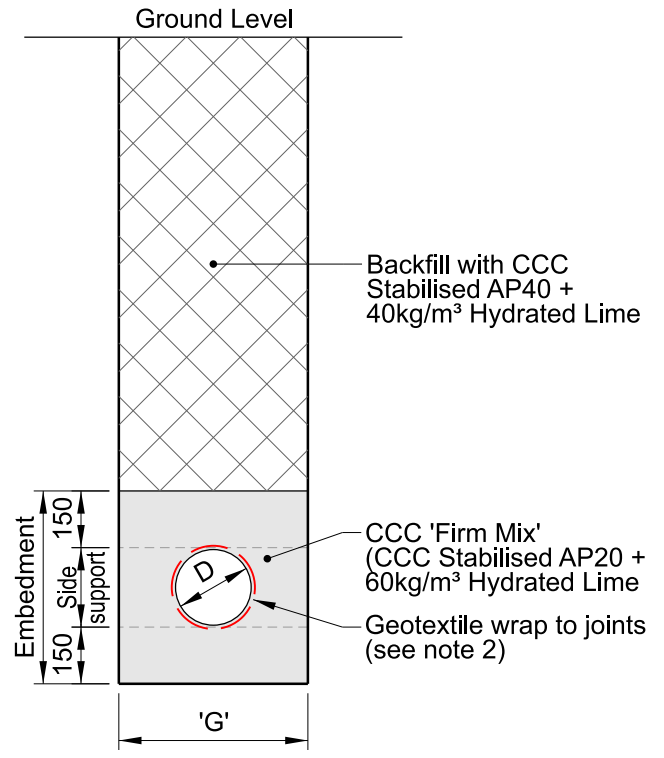 Ground Level
Backfill with CCC
Stabilised AP40 +
40kg/m³ Hydrated Lime
Embedment
150
Side
support
150
D
CCC 'Firm Mix'
(CCC Stabilised AP20 +
60kg/m³ Hydrated Lime
Geotextile wrap to joints
(see note 2)
'G'